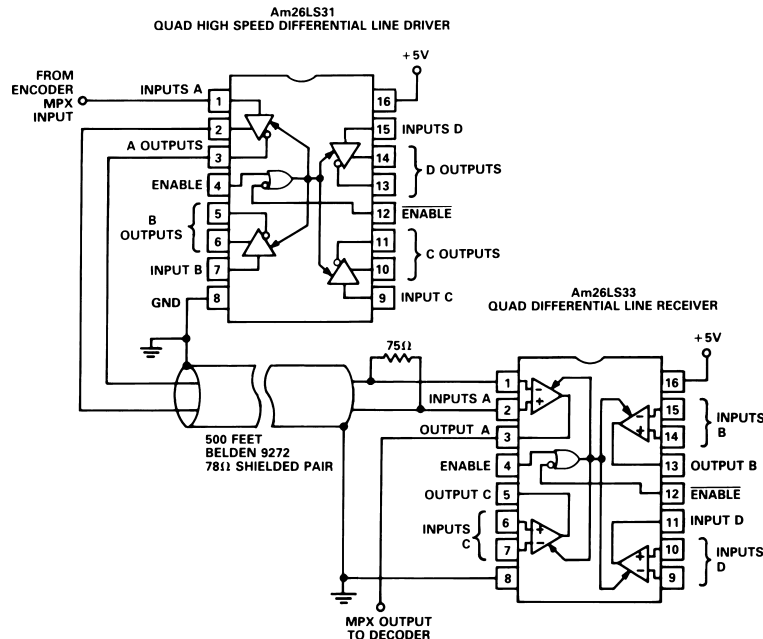 Am26LS31
QUAD HIGH SPEED DIFFERENTIAL LINE DRIVER
+5V
FROM
ENCODER
MPX
INPUT
INPUTS A
1
16
2
15
INPUTS D
A OUTPUTS
3
14
D OUTPUTS
13
ENABLE
4
12
ENABLE
5
B
OUTPUTS
6
11
C OUTPUTS
10
INPUT B
7
9
INPUT C
GND
8
Am26LS33
QUAD DIFFERENTIAL LINE RECEIVER
+5V
75Ω
1
16
INPUTS A
2
15
INPUTS
B
14
OUTPUT A
3
13
OUTPUT B
500 FEET
BELDEN 9272
78Ω SHIELDED PAIR
ENABLE
4
12
ENABLE
OUTPUT C
5
11
INPUT D
INPUTS
C
6
7
10
INPUTS
D
9
8
- +
- +
+ -
+ -
MPX OUTPUT
TO DECODER